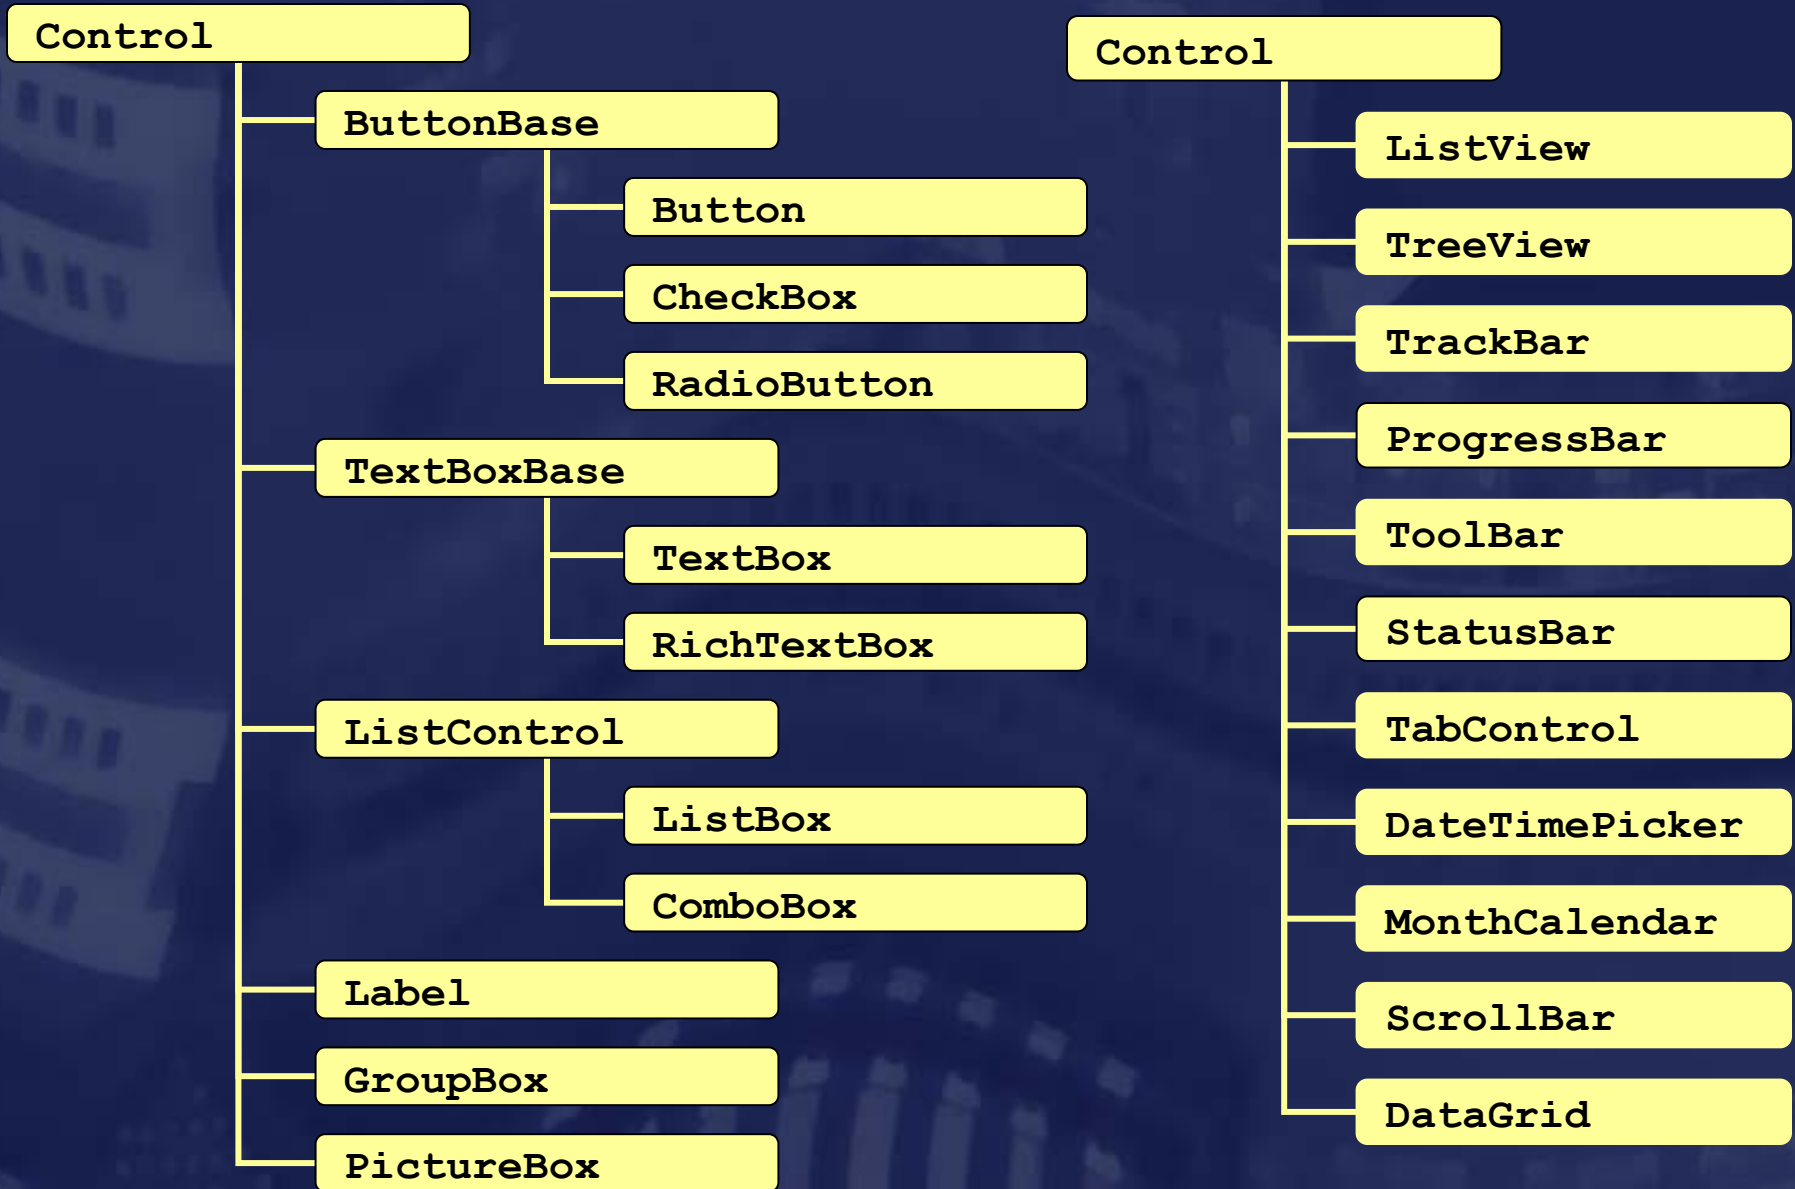 Control
ButtonBase
Button
CheckBox
RadioButton
TextBoxBase
TextBox
RichTextBox
ListControl
ListBox
ComboBox
Label
GroupBox
PictureBox
Control
ListView
TreeView
TrackBar
ProgressBar
ToolBar
StatusBar
TabControl
DateTimePicker
MonthCalendar
ScrollBar
DataGrid